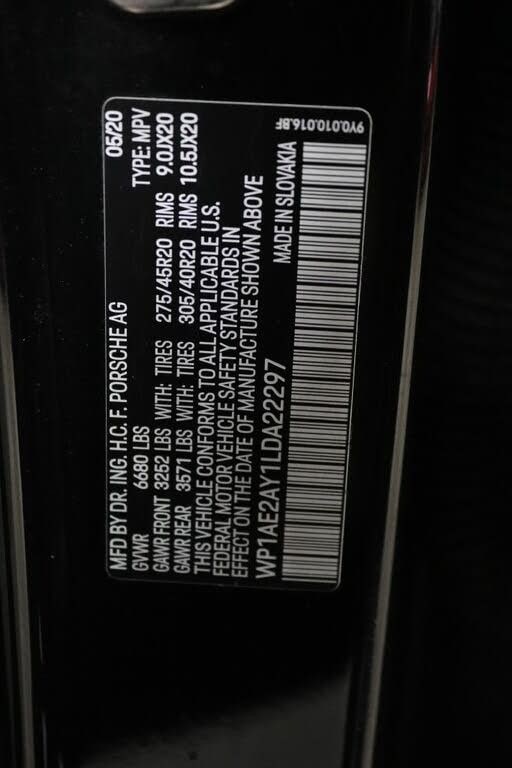 MFD BY DR. ING. H.C. F. PORSCHE AG 05/20
GVWR 6680 LBS TYPE: MPV
GAWR FRONT 3252 LBS WITH: TIRES 275/45R20 RIMS 9.0JX20
GAWR REAR 3571 LBS WITH: TIRES 305/40R20 RIMS 10.5JX20
THIS VEHICLE CONFORMS TO ALL APPLICABLE U.S.
FEDERAL MOTOR VEHICLE SAFETY STANDARDS IN
EFFECT ON THE DATE OF MANUFACTURE SHOWN ABOVE
WP1AE2AY1LDA22297 MADE IN SLOVAKIA
9Y0.010.016.BF